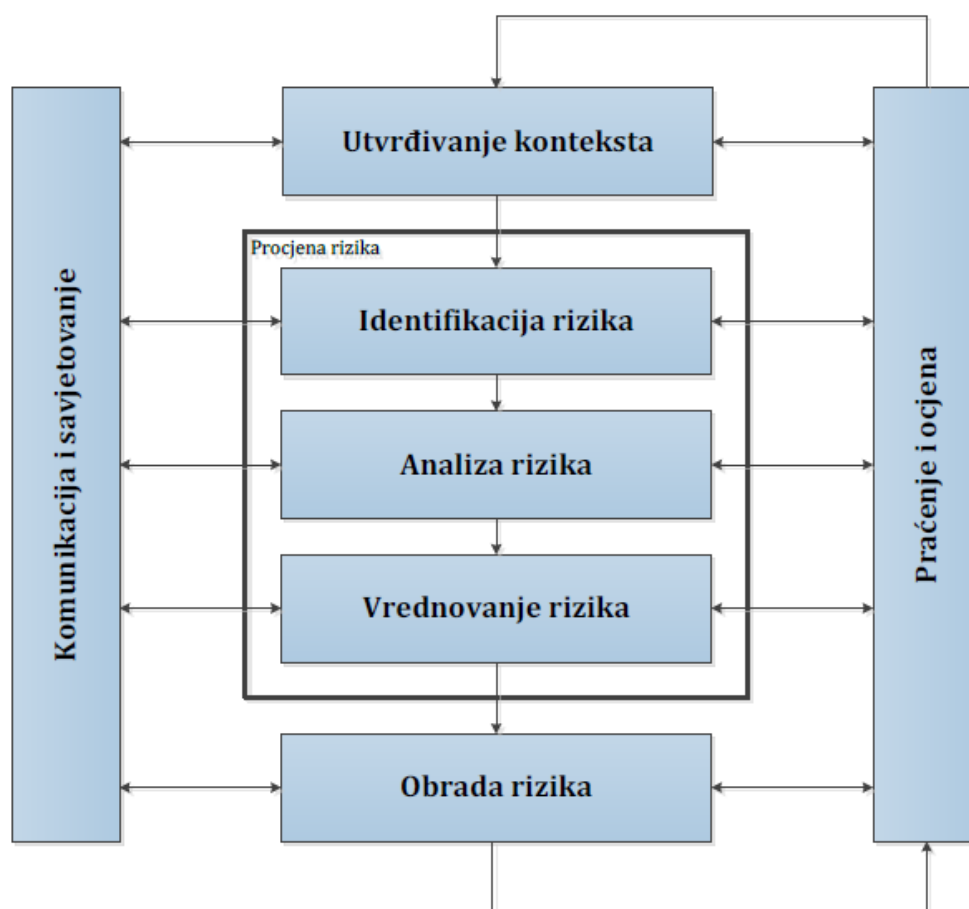 Utvrđivanje konteksta
Procjena rizika
Identifikacija rizika
Analiza rizika
Vrednovanje rizika
Obrada rizika
Komunikacija i savjetovanje
Praćenje i ocjena